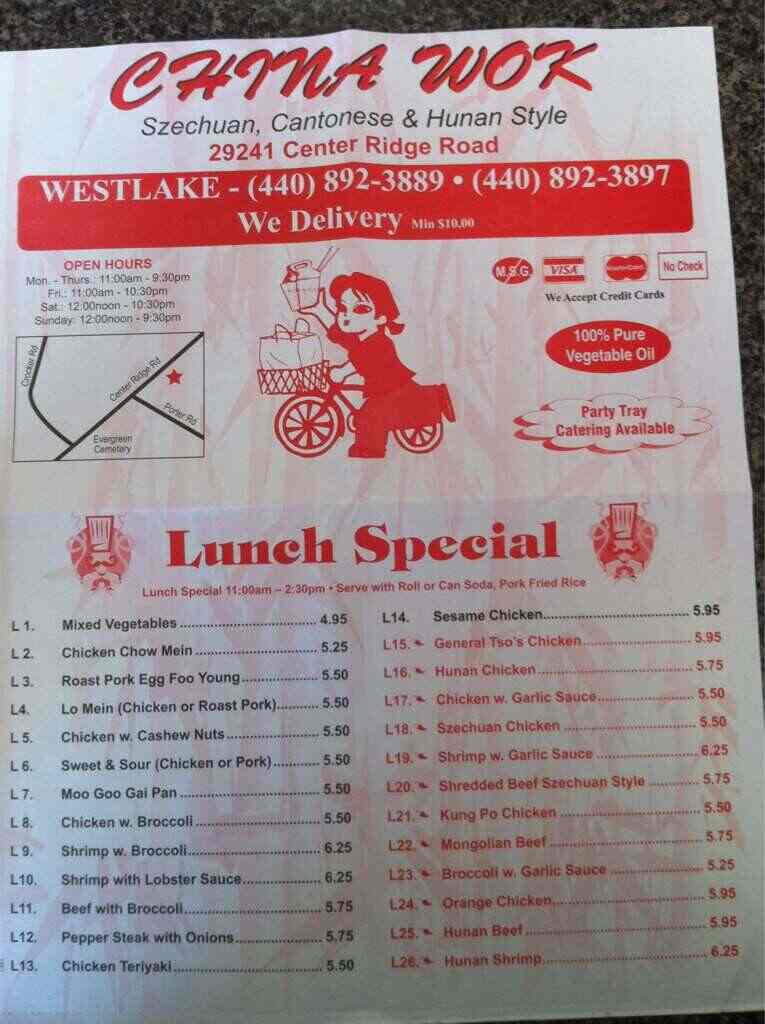 CHINA WOK
Szechuan, Cantonese & Hunan Style
29241 Center Ridge Road
WESTLAKE - (440) 892-3889 • (440) 892-3897
We Delivery Min $10.00
OPEN HOURS
Mon. - Thurs.: 11:00am - 9:30pm
Fri.: 11:00am - 10:30pm
Sat.: 12:00noon - 10:30pm
Sunday: 12:00noon - 9:30pm
Crocker Rd
Center Ridge Rd
Porter Rd
Evergreen
Cemetery
M.S.G. VISA MasterCard No Check
We Accept Credit Cards
100% Pure
Vegetable Oil
Party Tray
Catering Available
Lunch Special
Lunch Special 11:00am – 2:30pm • Serve with Roll or Can Soda, Pork Fried Rice
L 1. Mixed Vegetables 4.95
L 2. Chicken Chow Mein 5.25
L 3. Roast Pork Egg Foo Young 5.50
L4. Lo Mein (Chicken or Roast Pork) 5.50
L 5. Chicken w. Cashew Nuts 5.50
L 6. Sweet & Sour (Chicken or Pork) 5.50
L 7. Moo Goo Gai Pan 5.50
L 8. Chicken w. Broccoli 5.50
L 9. Shrimp w. Broccoli 6.25
L10. Shrimp with Lobster Sauce 6.25
L11. Beef with Broccoli 5.75
L12. Pepper Steak with Onions 5.75
L13. Chicken Teriyaki 5.50
L14. Sesame Chicken 5.95
L15. General Tso's Chicken 5.95
L16. Hunan Chicken 5.75
L17. Chicken w. Garlic Sauce 5.50
L18. Szechuan Chicken 5.50
L19. Shrimp w. Garlic Sauce 6.25
L20. Shredded Beef Szechuan Style 5.75
L21. Kung Po Chicken 5.50
L22. Mongolian Beef 5.75
L23. Broccoli w. Garlic Sauce 5.25
L24. Orange Chicken 5.95
L25. Hunan Beef 5.95
L26. Hunan Shrimp 6.25